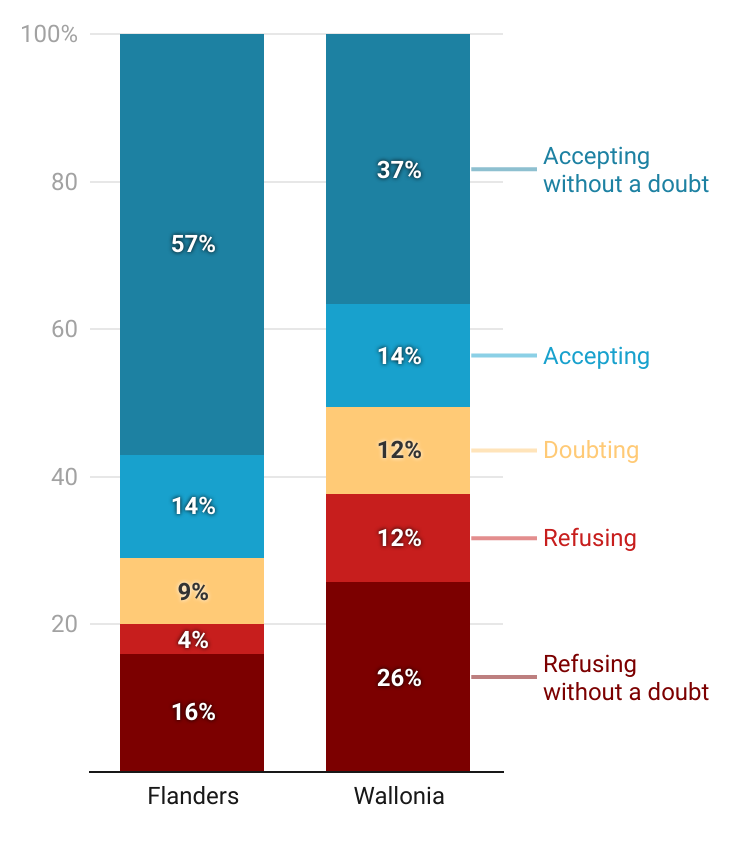 100%
80
60
40
20
57%
14%
9%
4%
16%
37%
14%
12%
12%
26%
Accepting
without a doubt
Accepting
Doubting
Refusing
Refusing
without a doubt
Flanders
Wallonia